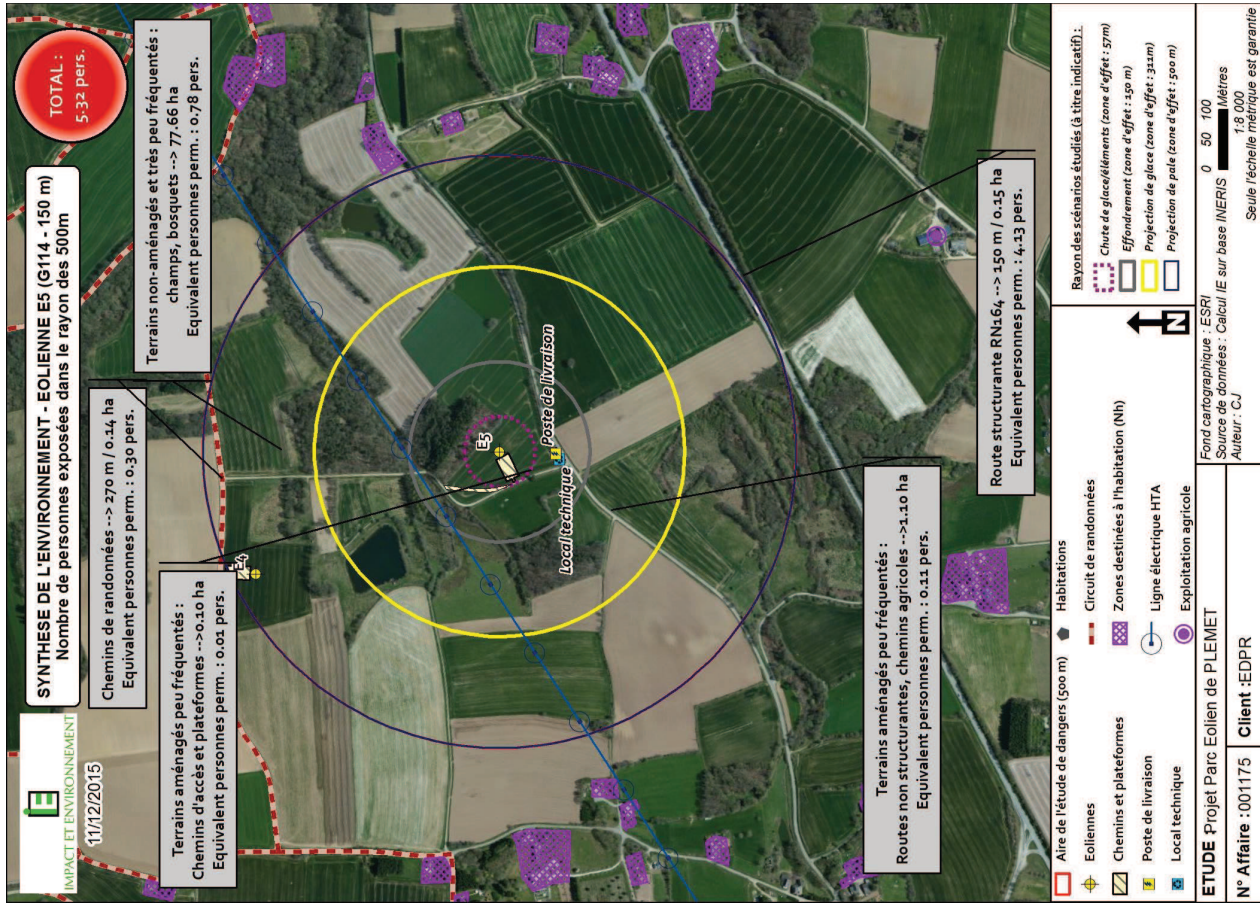 IE
IMPACT ET ENVIRONNEMENT
11/12/2015
SYNTHESE DE L'ENVIRONNEMENT - EOLIENNE E5 (G114 - 150 m)
Nombre de personnes exposées dans le rayon des 500m
TOTAL :
5.32 pers.
Chemins de randonnées --> 270 m / 0.14 ha
Equivalent personnes perm. : 0.30 pers.
Terrains non-aménagés et très peu fréquentés :
champs, bosquets --> 77.66 ha
Equivalent personnes perm. : 0.78 pers.
Terrains aménagés peu fréquentés :
Chemins d'accès et plateformes -->0.10 ha
Equivalent personnes perm. : 0.01 pers.
E4
E5
Poste de livraison
Local technique
Terrains aménagés peu fréquentés :
Routes non structurantes, chemins agricoles -->1.10 ha
Equivalent personnes perm. : 0.11 pers.
Route structurante RN164 --> 150 m / 0.15 ha
Equivalent personnes perm. : 4.13 pers.
Aire de l'étude de dangers (500 m)
Eoliennes
Chemins et plateformes
Poste de livraison
Local technique
Habitations
Circuit de randonnées
Zones destinées à l'habitation (Nh)
Ligne électrique HTA
Exploitation agricole
N
Rayon des scénarios étudiés (à titre indicatif) :
Chute de glace/éléments (zone d'effet : 57m)
Effondrement (zone d'effet : 150 m)
Projection de glace (zone d'effet : 311m)
Projection de pale (zone d'effet : 500 m)
ETUDE :Projet Parc Eolien de PLEMET
N° Affaire : 001175
Client :EDPR
Fond cartographique : ESRI
Source de données : Calcul IE sur base INERIS
Auteur : CJ
0 50 100
Mètres
1:8 000
Seule l'échelle métrique est garantie